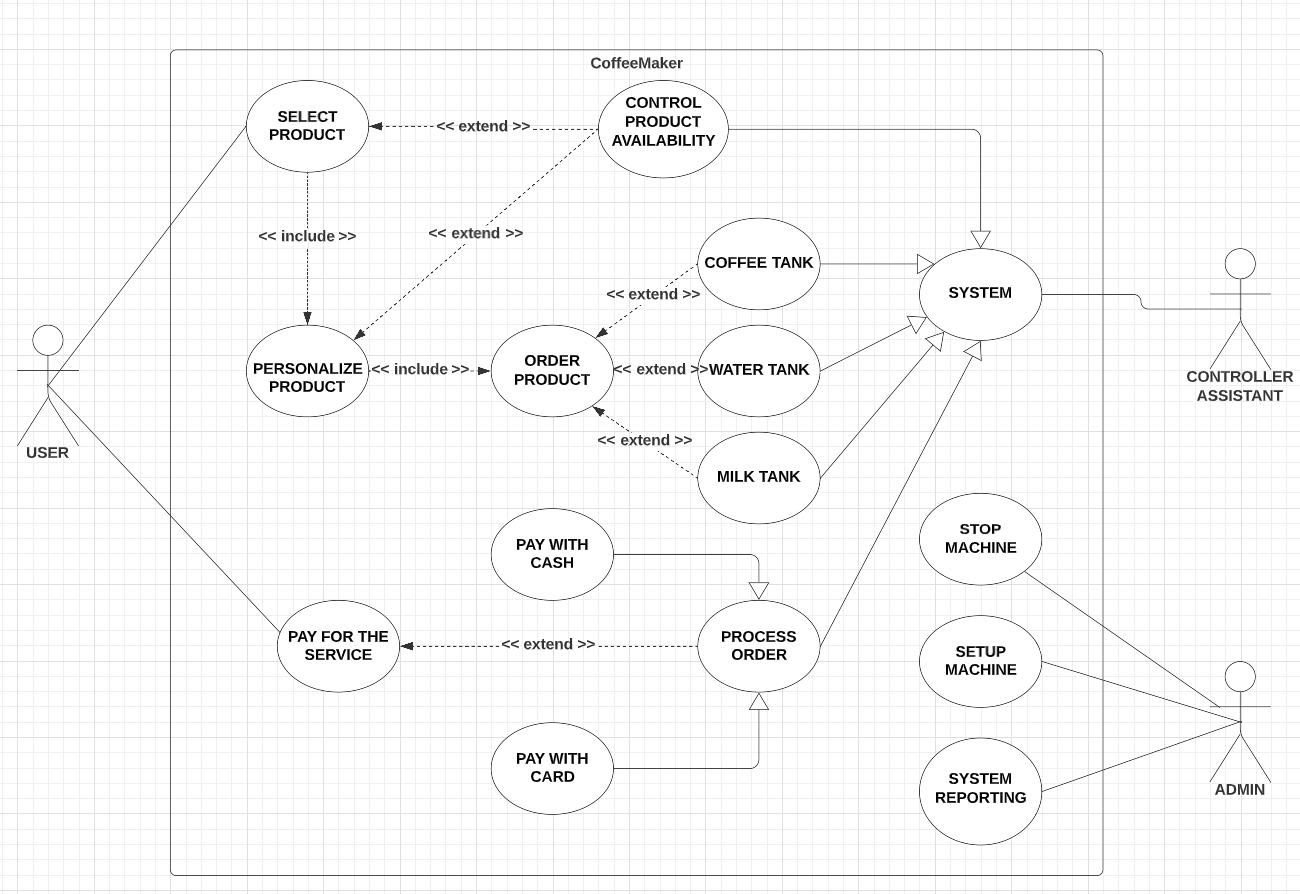 CoffeeMaker
SELECT
PRODUCT
<< extend >>
CONTROL
PRODUCT
AVAILABILITY
<< include >>
<< extend >>
COFFEE TANK
<< extend >>
SYSTEM
PERSONALIZE
PRODUCT
<< include >>
ORDER
PRODUCT
<< extend >>
WATER TANK
CONTROLLER
ASSISTANT
USER
<< extend >>
MILK TANK
PAY WITH
CASH
STOP
MACHINE
PAY FOR THE
SERVICE
<< extend >>
PROCESS
ORDER
SETUP
MACHINE
PAY WITH
CARD
SYSTEM
REPORTING
ADMIN